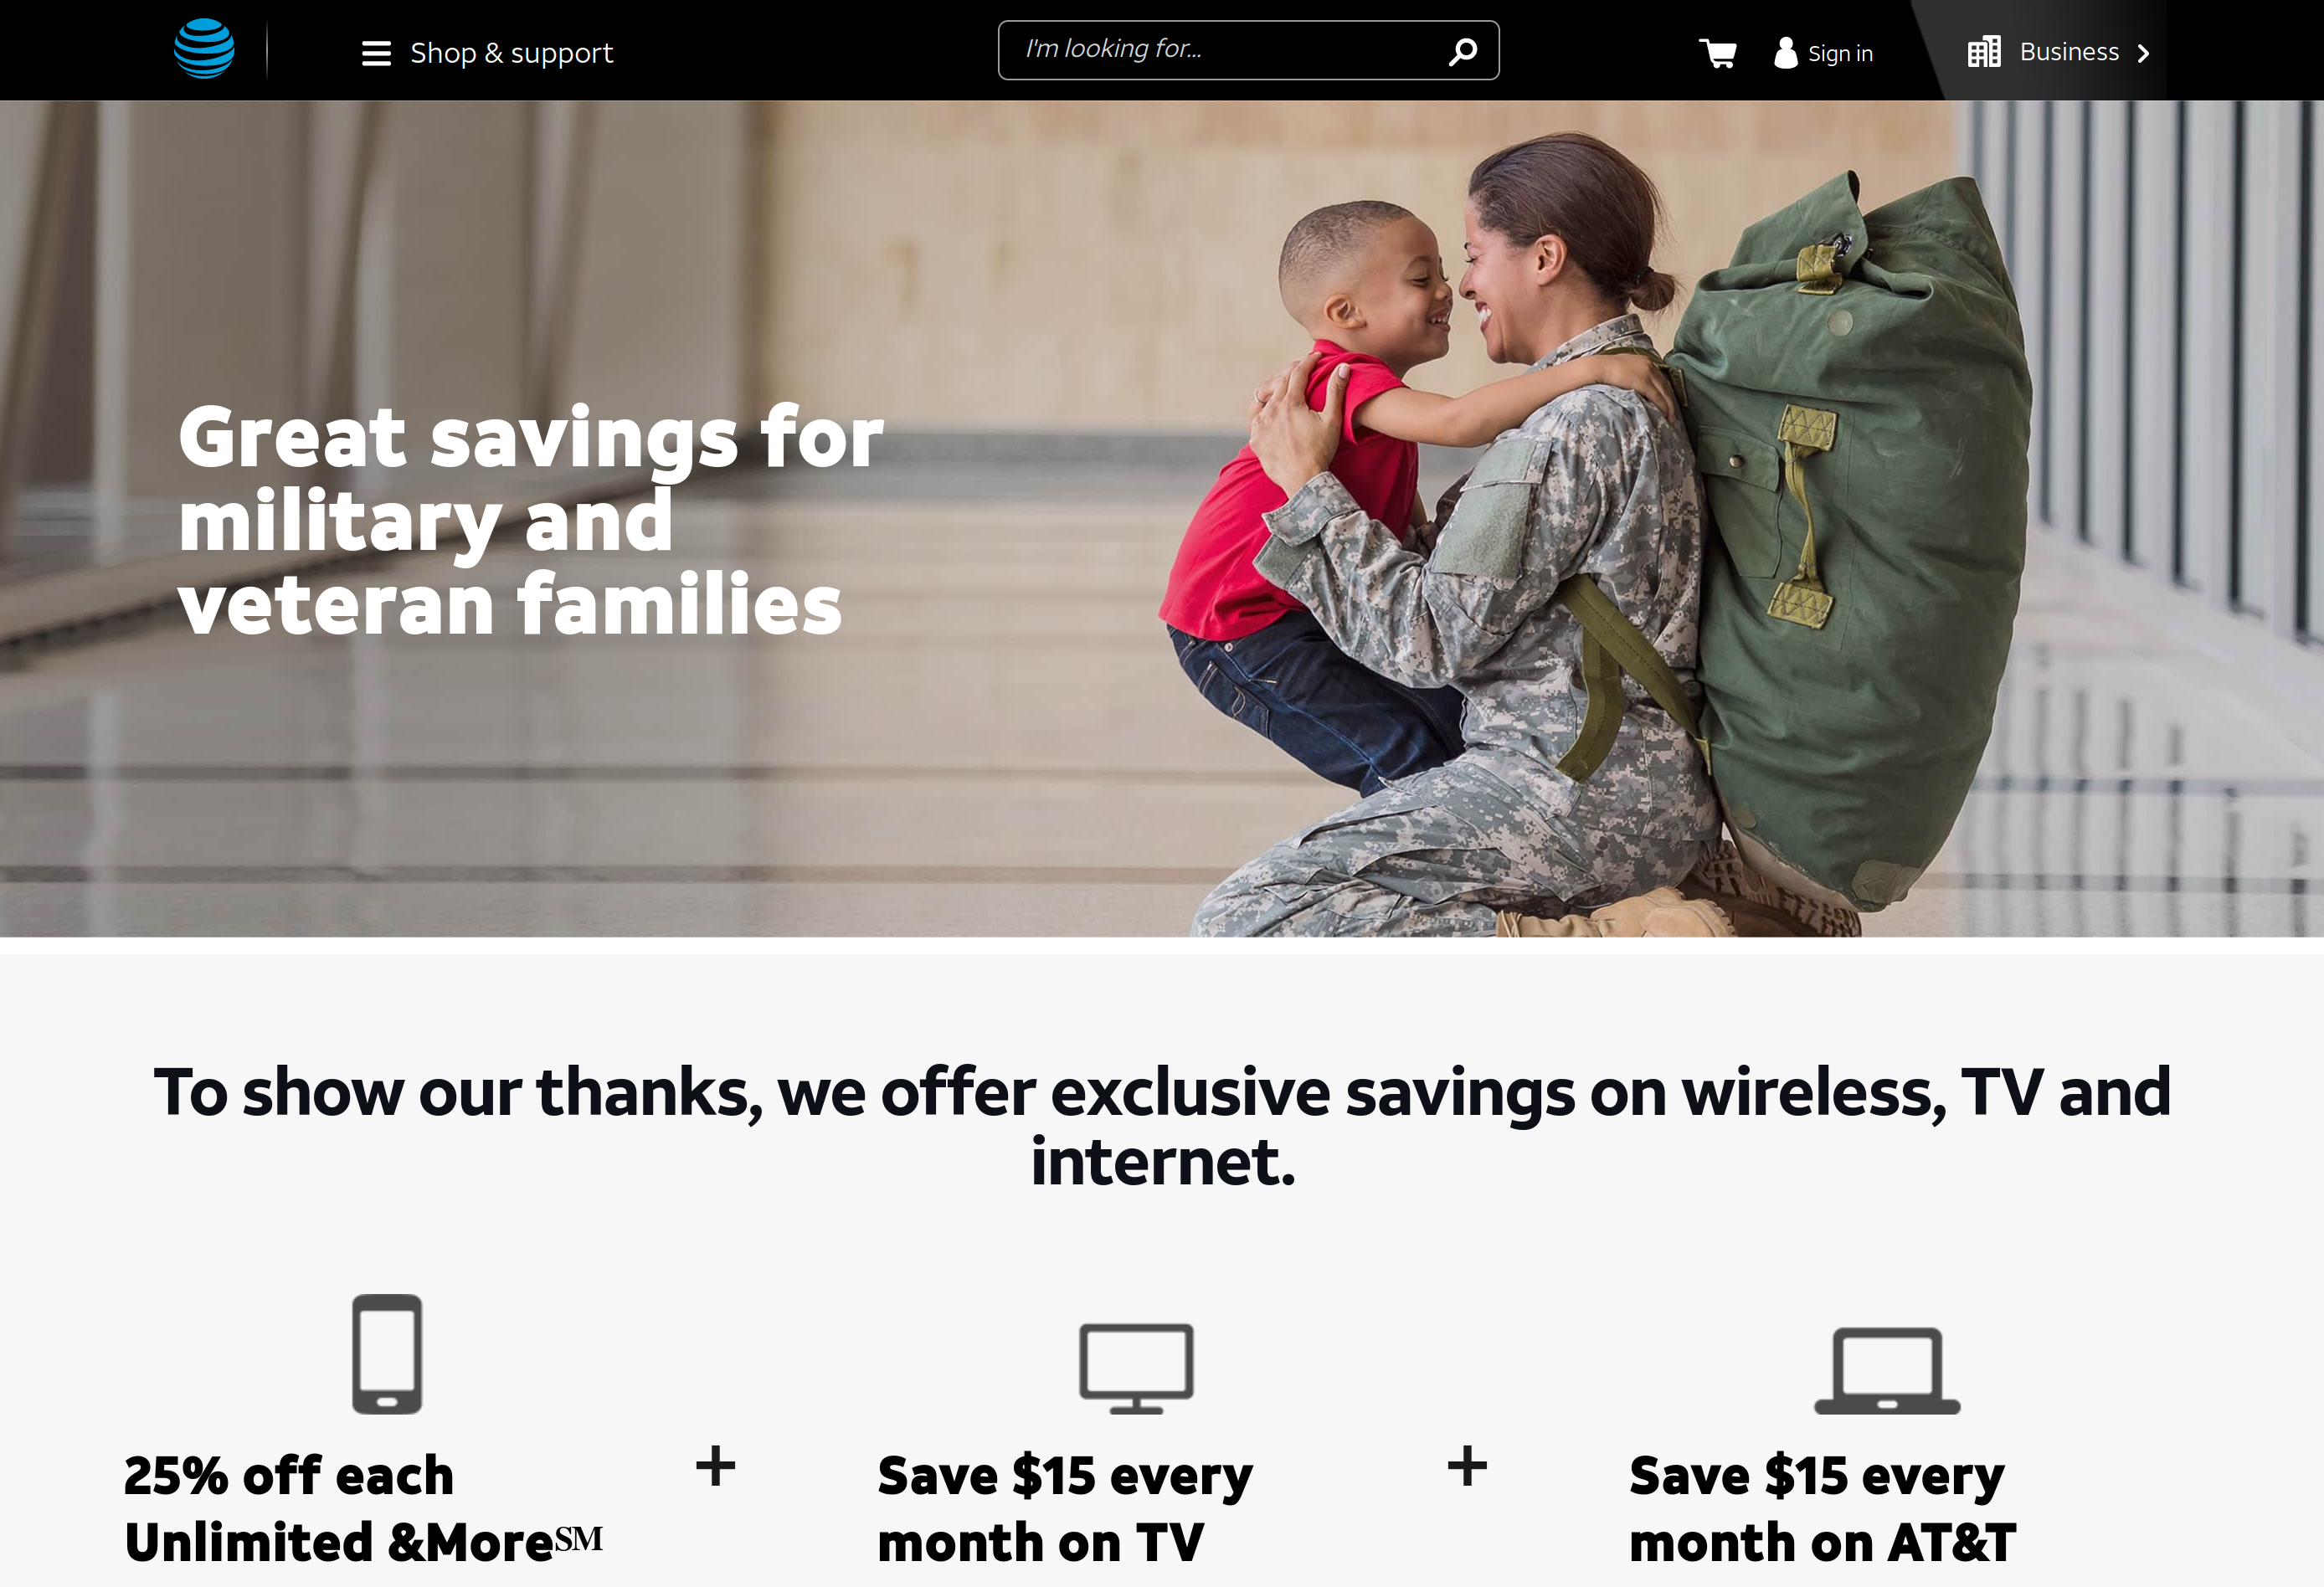 Shop & support
I'm looking for...
Sign in
Business
Great savings for
military and
veteran families
To show our thanks, we offer exclusive savings on wireless, TV and
internet.
25% off each
Unlimited &More℠
+
Save $15 every
month on TV
+
Save $15 every
month on AT&T